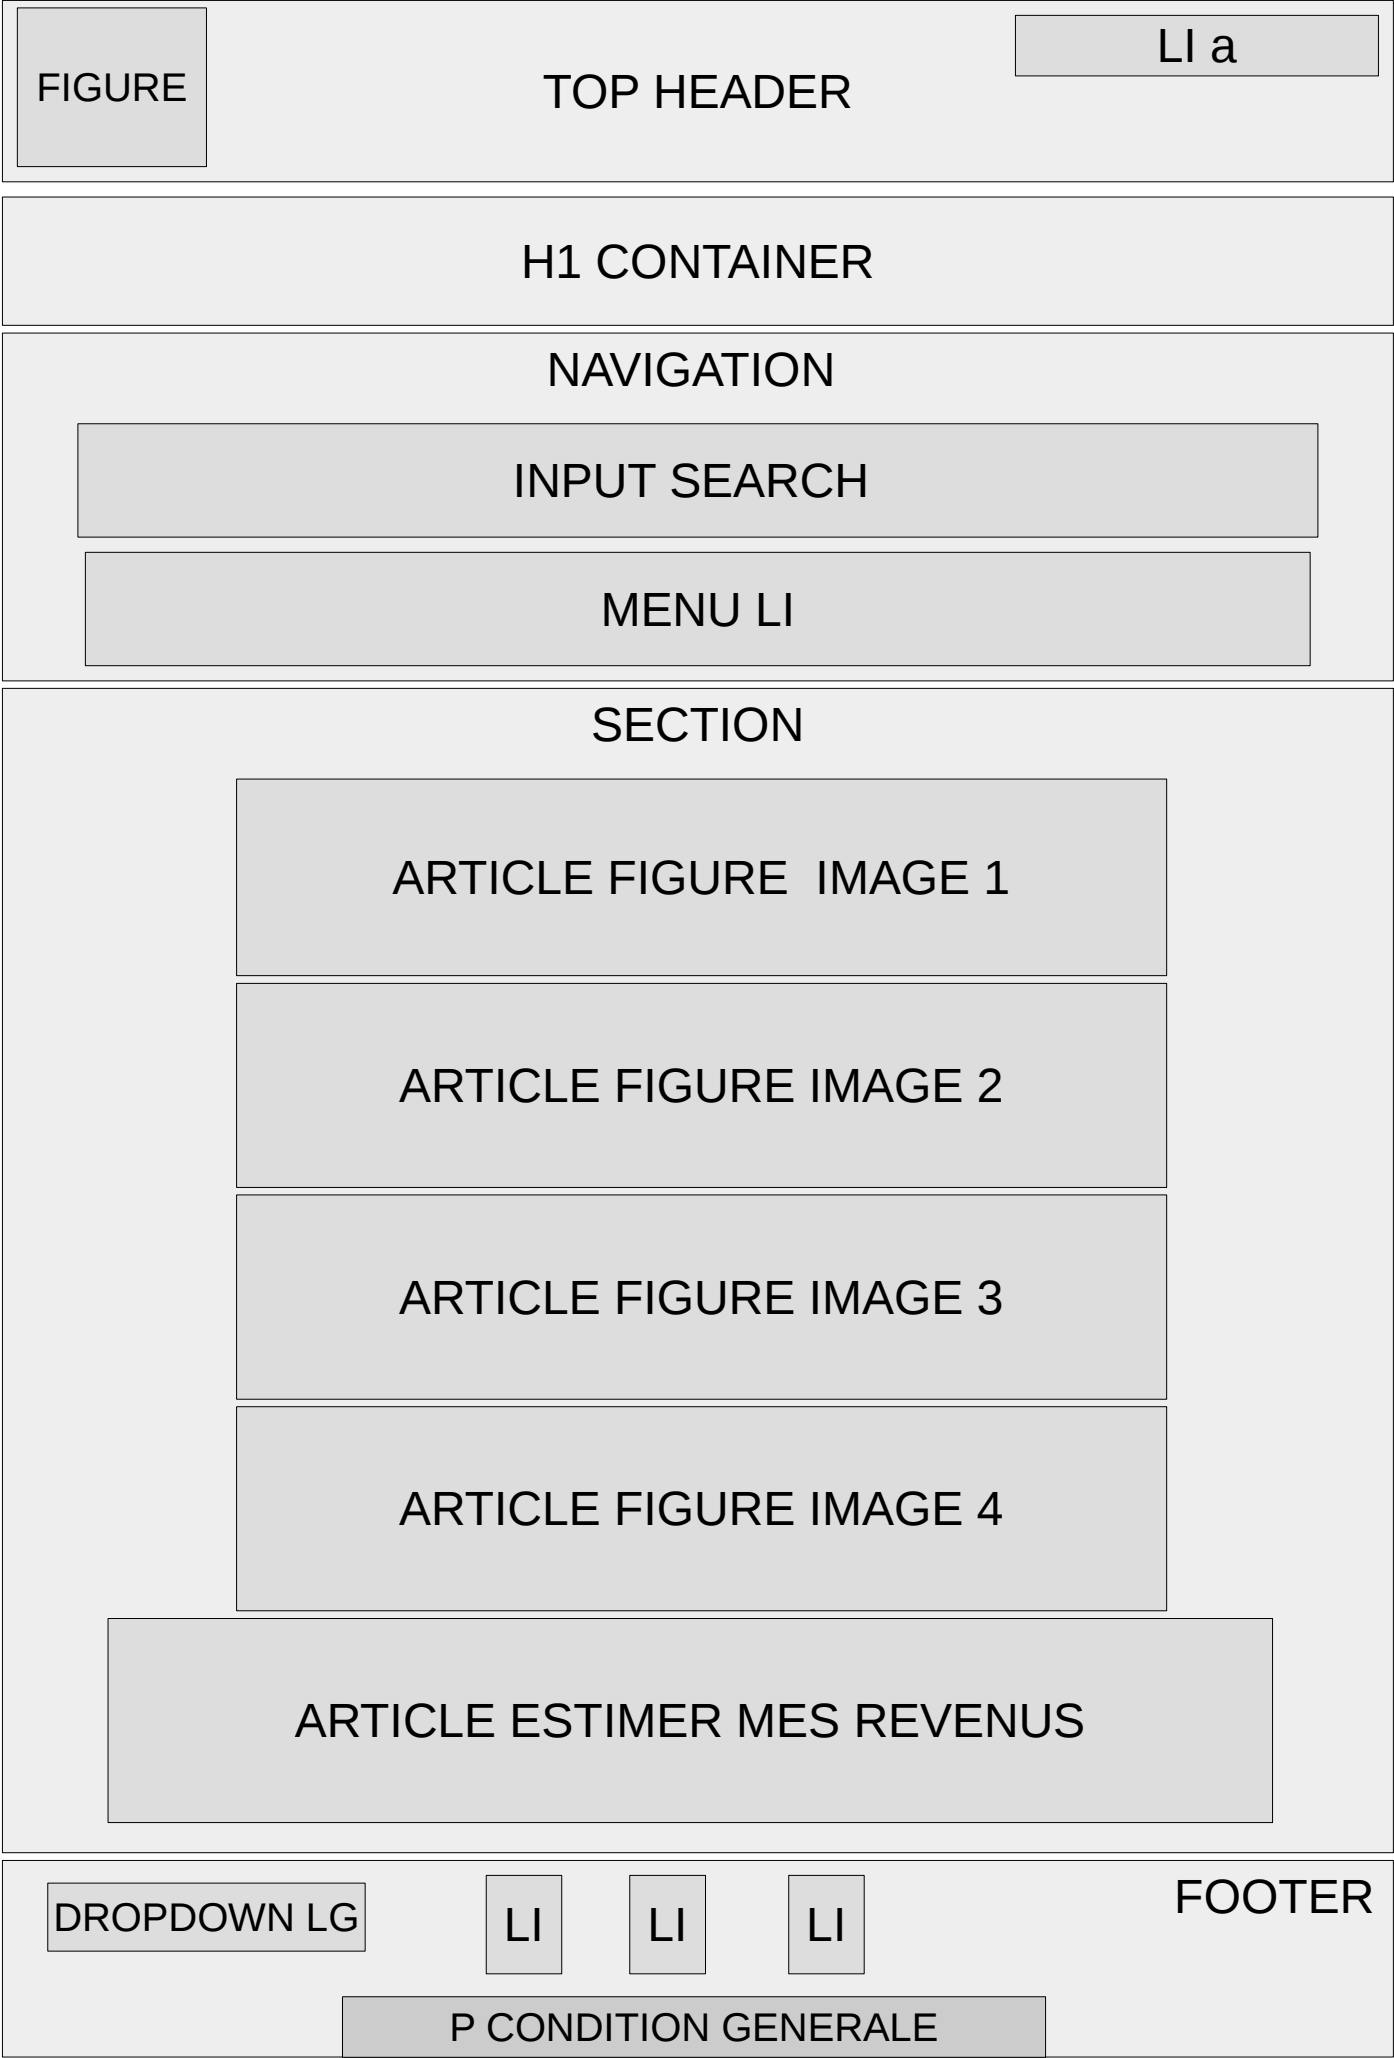 FIGURE
TOP HEADER
LI a
H1 CONTAINER
NAVIGATION
INPUT SEARCH
MENU LI
SECTION
ARTICLE FIGURE  IMAGE 1
ARTICLE FIGURE IMAGE 2
ARTICLE FIGURE IMAGE 3
ARTICLE FIGURE IMAGE 4
ARTICLE ESTIMER MES REVENUS
DROPDOWN LG
LI
LI
LI
FOOTER
P CONDITION GENERALE